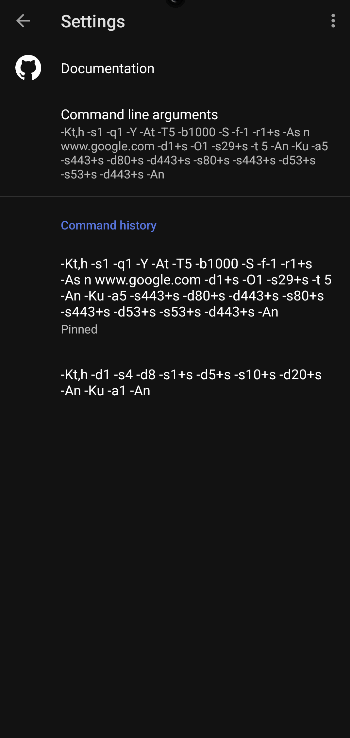 Settings
Documentation
Command line arguments
-Kt,h -s1 -q1 -Y -At -T5 -b1000 -S -f-1 -r1+s -As n
www.google.com -d1+s -O1 -s29+s -t 5 -An -Ku -a5
-s443+s -d80+s -d443+s -s80+s -s443+s -d53+s
-s53+s -d443+s -An
Command history
-Kt,h -s1 -q1 -Y -At -T5 -b1000 -S -f-1 -r1+s
-As n www.google.com -d1+s -O1 -s29+s -t 5
-An -Ku -a5 -s443+s -d80+s -d443+s -s80+s
-s443+s -d53+s -s53+s -d443+s -An
Pinned
-Kt,h -d1 -s4 -d8 -s1+s -d5+s -s10+s -d20+s
-An -Ku -a1 -An